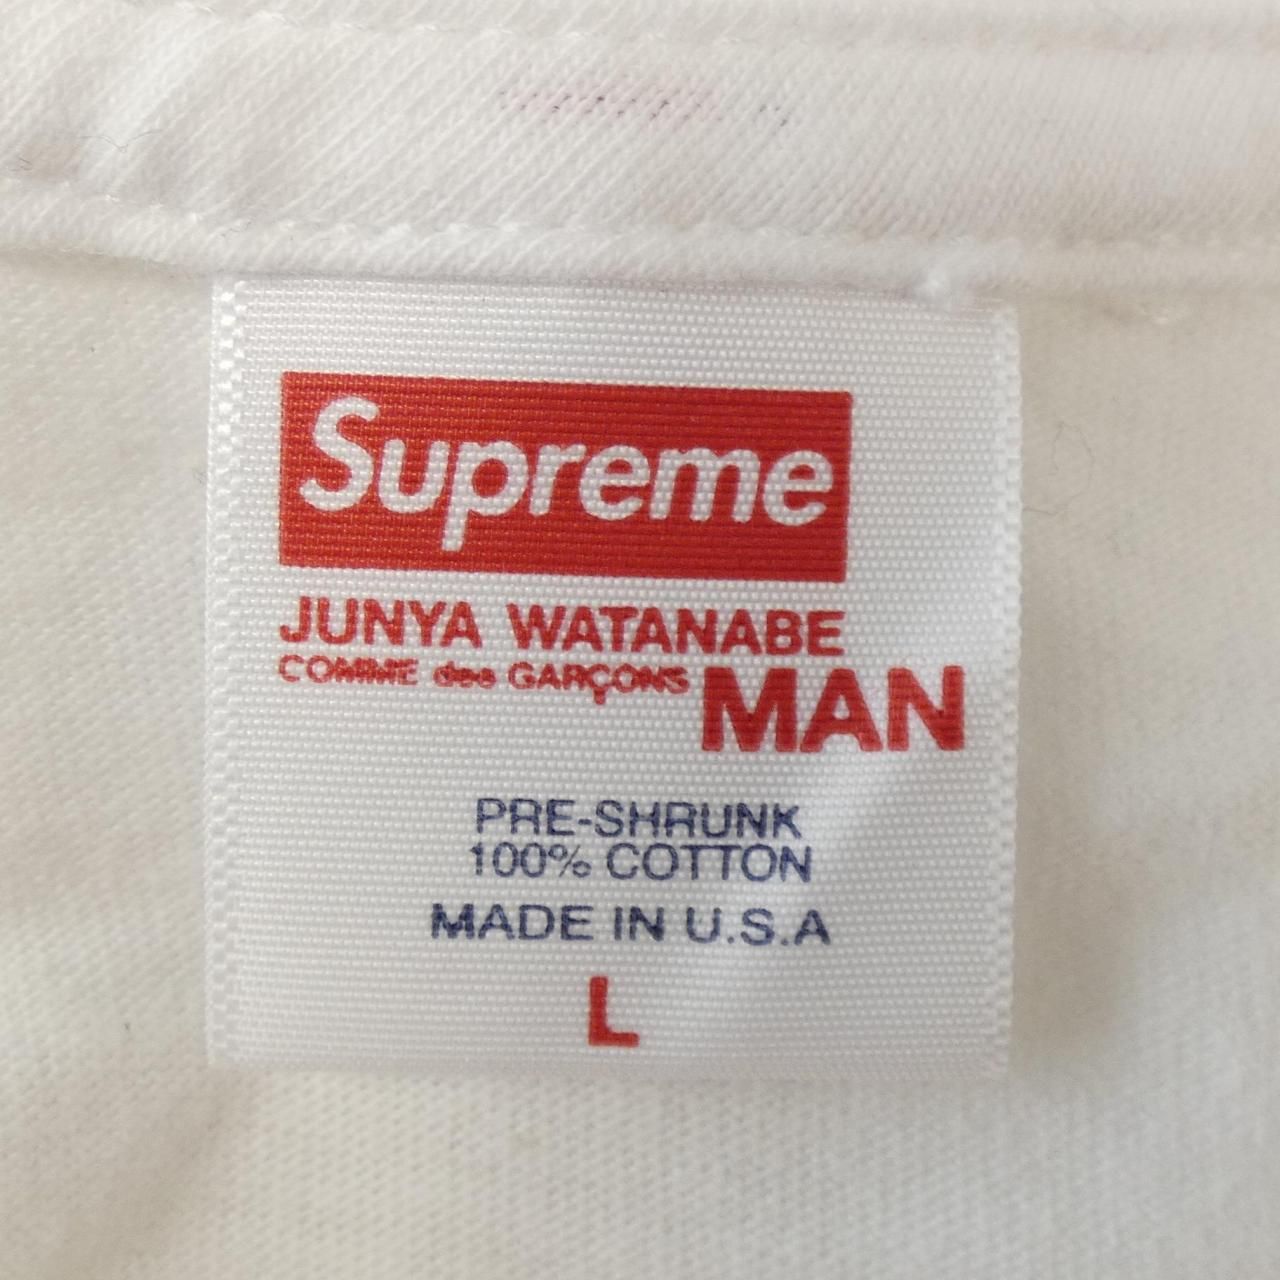 Supreme
JUNYA WATANABE
COMME des GARÇONS MAN
PRE-SHRUNK
100% COTTON
MADE IN U.S.A
L